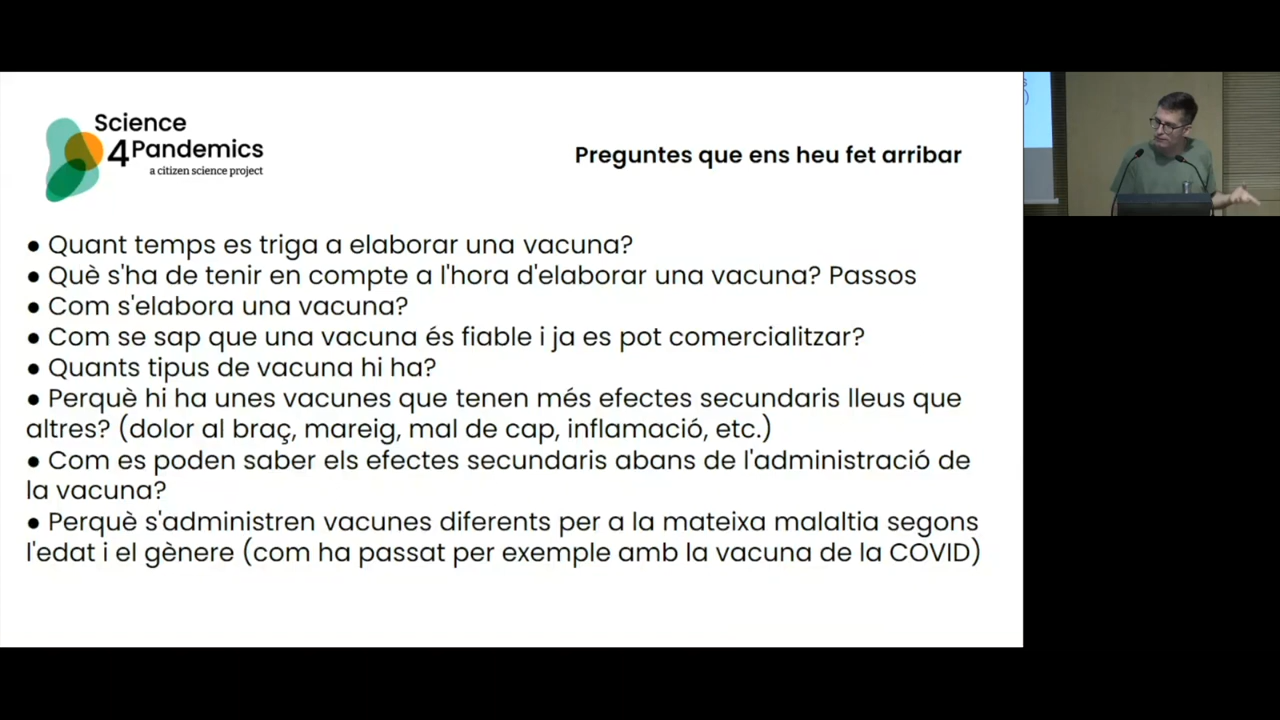 Science
4Pandemics
a citizen science project
Preguntes que ens heu fet arribar
● Quant temps es triga a elaborar una vacuna?
● Què s'ha de tenir en compte a l'hora d'elaborar una vacuna? Passos
● Com s'elabora una vacuna?
● Com se sap que una vacuna és fiable i ja es pot comercialitzar?
● Quants tipus de vacuna hi ha?
● Perquè hi ha unes vacunes que tenen més efectes secundaris lleus que
altres? (dolor al braç, mareig, mal de cap, inflamació, etc.)
● Com es poden saber els efectes secundaris abans de l'administració de
la vacuna?
● Perquè s'administren vacunes diferents per a la mateixa malaltia segons
l'edat i el gènere (com ha passat per exemple amb la vacuna de la COVID)